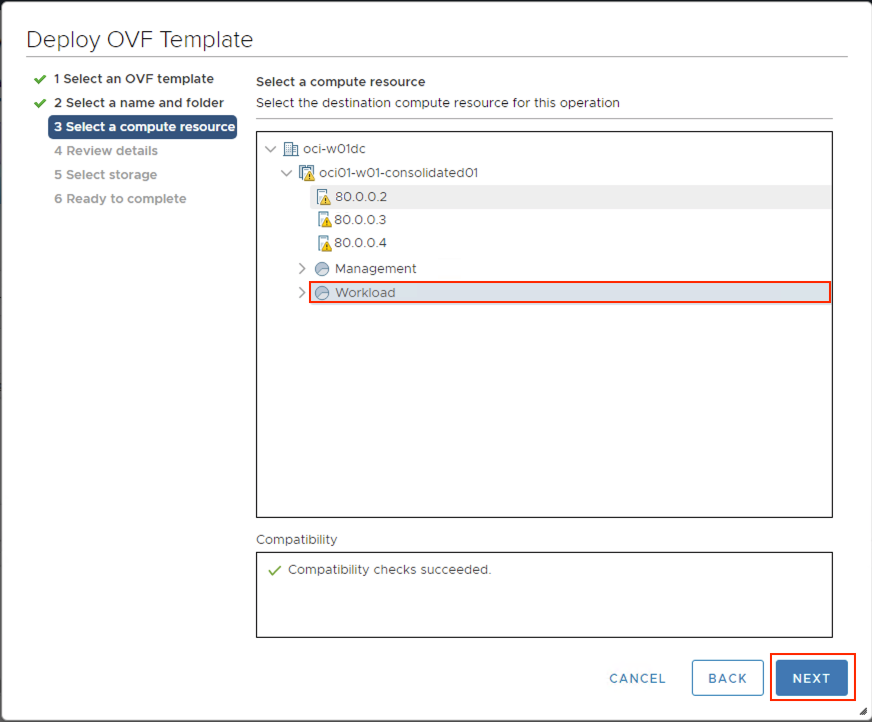 Deploy OVF Template
1 Select an OVF template
2 Select a name and folder
3 Select a compute resource
4 Review details
5 Select storage
6 Ready to complete
Select a compute resource
Select the destination compute resource for this operation
oci-w01dc
oci01-w01-consolidated01
80.0.0.2
80.0.0.3
80.0.0.4
Management
Workload
Compatibility
Compatibility checks succeeded.
CANCEL
BACK
NEXT